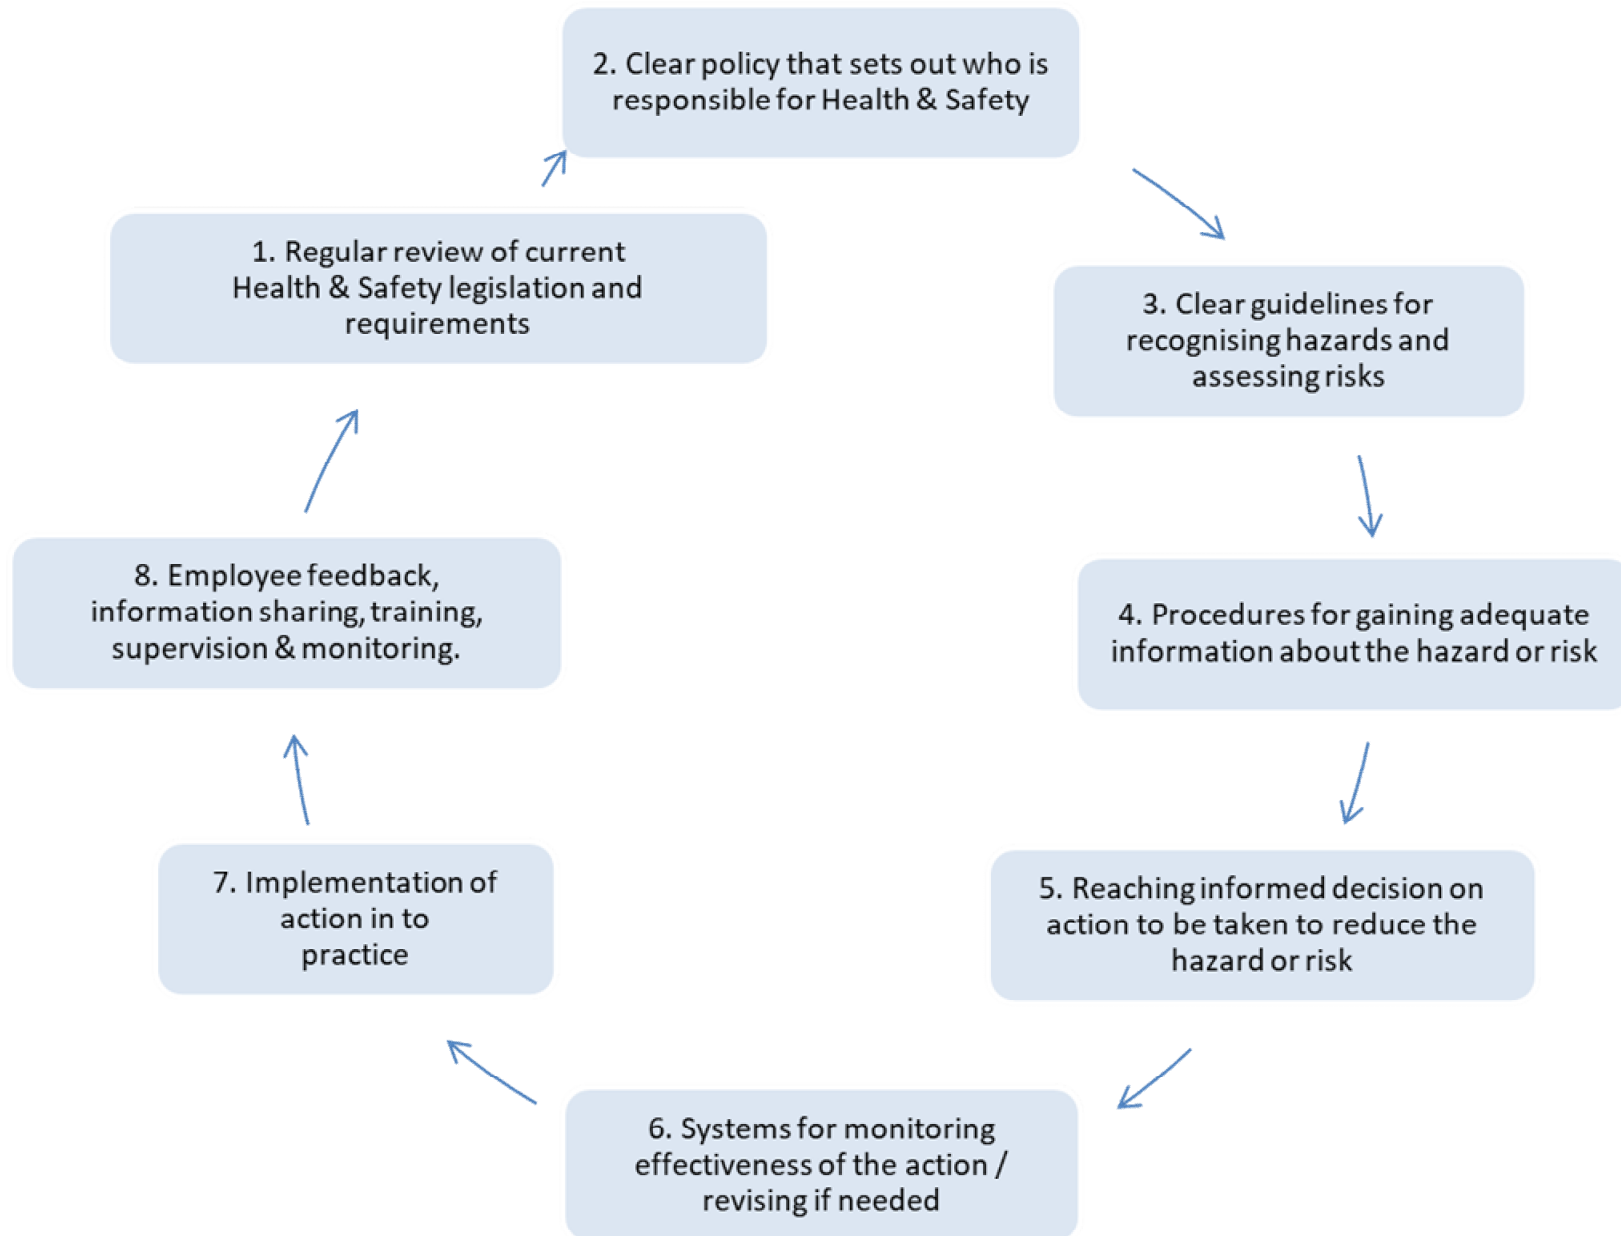 2. Clear policy that sets out who is
responsible for Health & Safety
1. Regular review of current
Health & Safety legislation and
requirements
3. Clear guidelines for
recognising hazards and
assessing risks
8. Employee feedback,
information sharing, training,
supervision & monitoring.
4. Procedures for gaining adequate
information about the hazard or risk
7. Implementation of
action in to
practice
5. Reaching informed decision on
action to be taken to reduce the
hazard or risk
6. Systems for monitoring
effectiveness of the action /
revising if needed